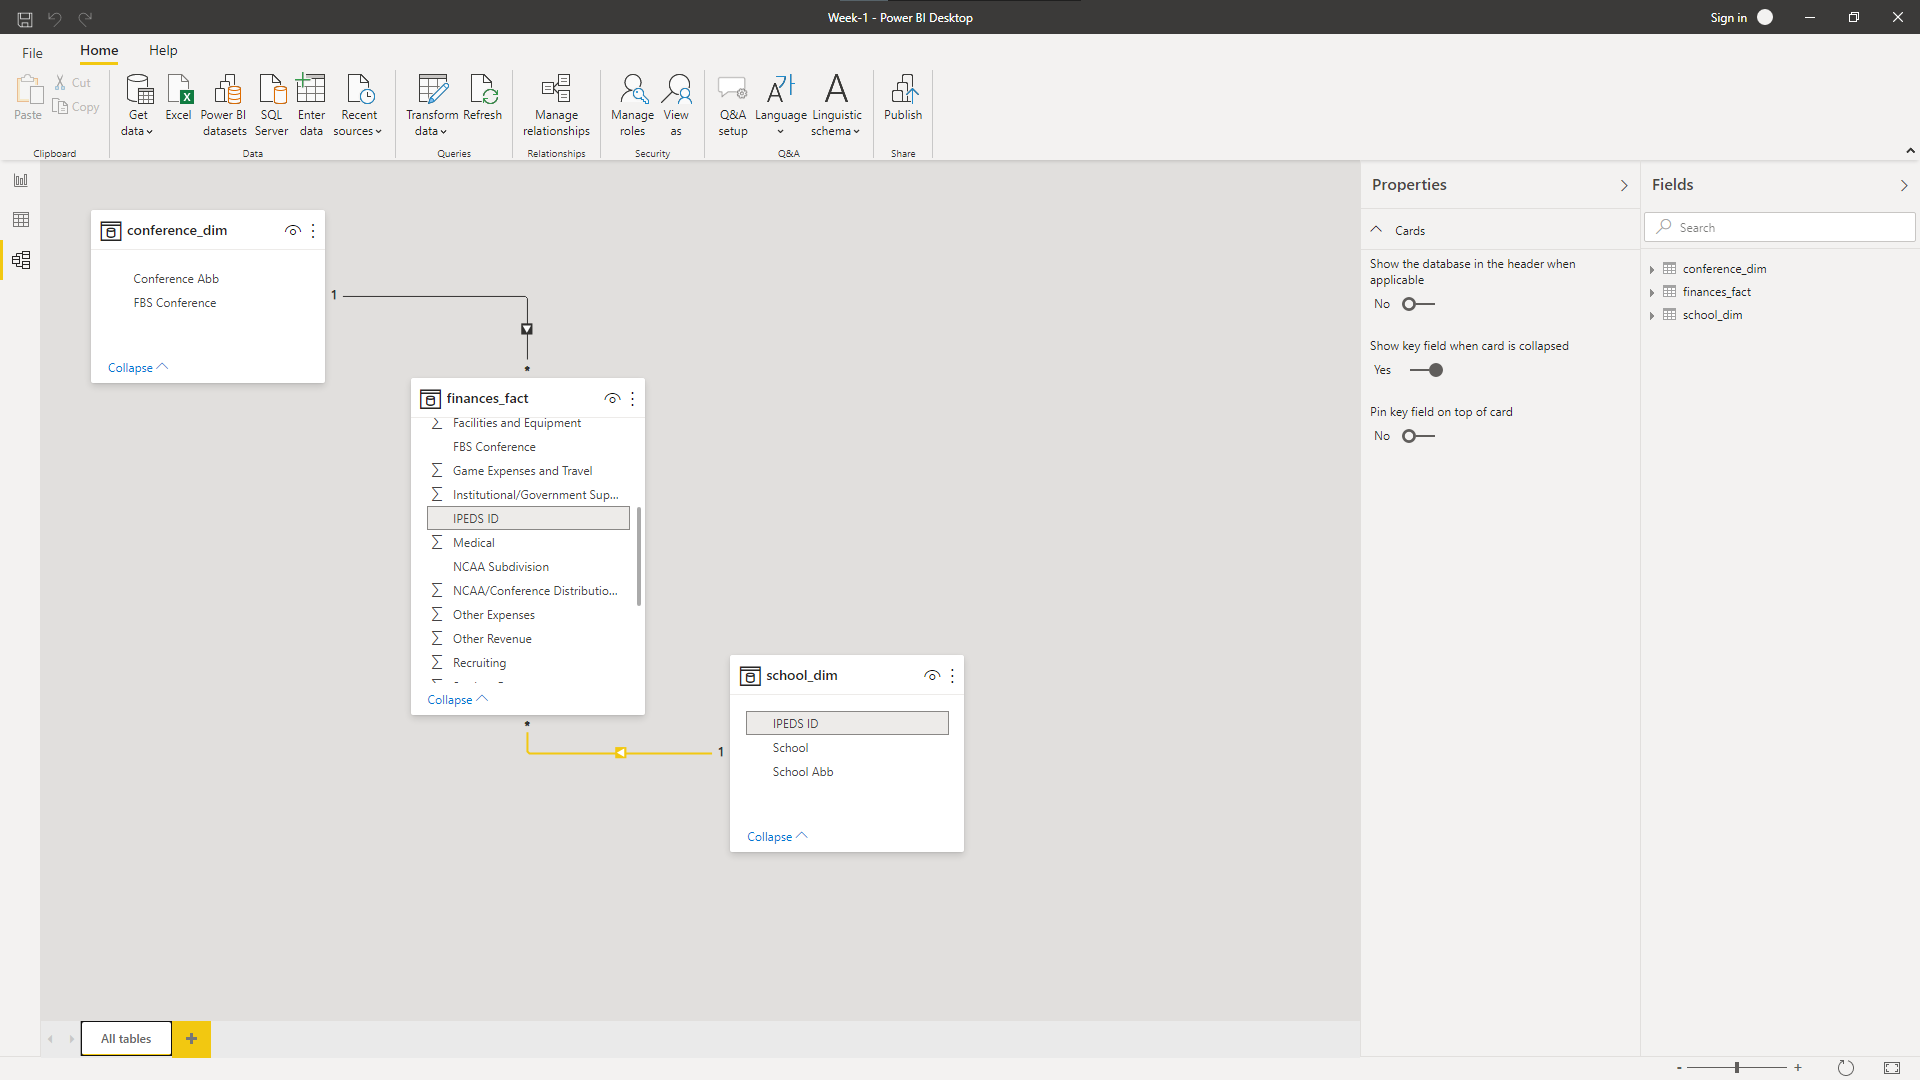 Week-1 - Power BI Desktop
Sign in
File
Home
Help
Paste
Cut
Copy
Clipboard
Get data
Excel
Power BI datasets
SQL Server
Enter data
Recent sources
Data
Transform data
Refresh
Queries
Manage relationships
Relationships
Manage roles
View as
Security
Q&A setup
Language
Linguistic schema
Q&A
Publish
Share
conference_dim
Conference Abb
FBS Conference
Collapse
1
*
finances_fact
Facilities and Equipment
FBS Conference
Game Expenses and Travel
Institutional/Government Sup...
IPEDS ID
Medical
NCAA Subdivision
NCAA/Conference Distributio...
Other Expenses
Other Revenue
Recruiting
Collapse
*
1
school_dim
IPEDS ID
School
School Abb
Collapse
Properties
Cards
Show the database in the header when
applicable
No
Show key field when card is collapsed
Yes
Pin key field on top of card
No
Fields
Search
conference_dim
finances_fact
school_dim
All tables
+
- +